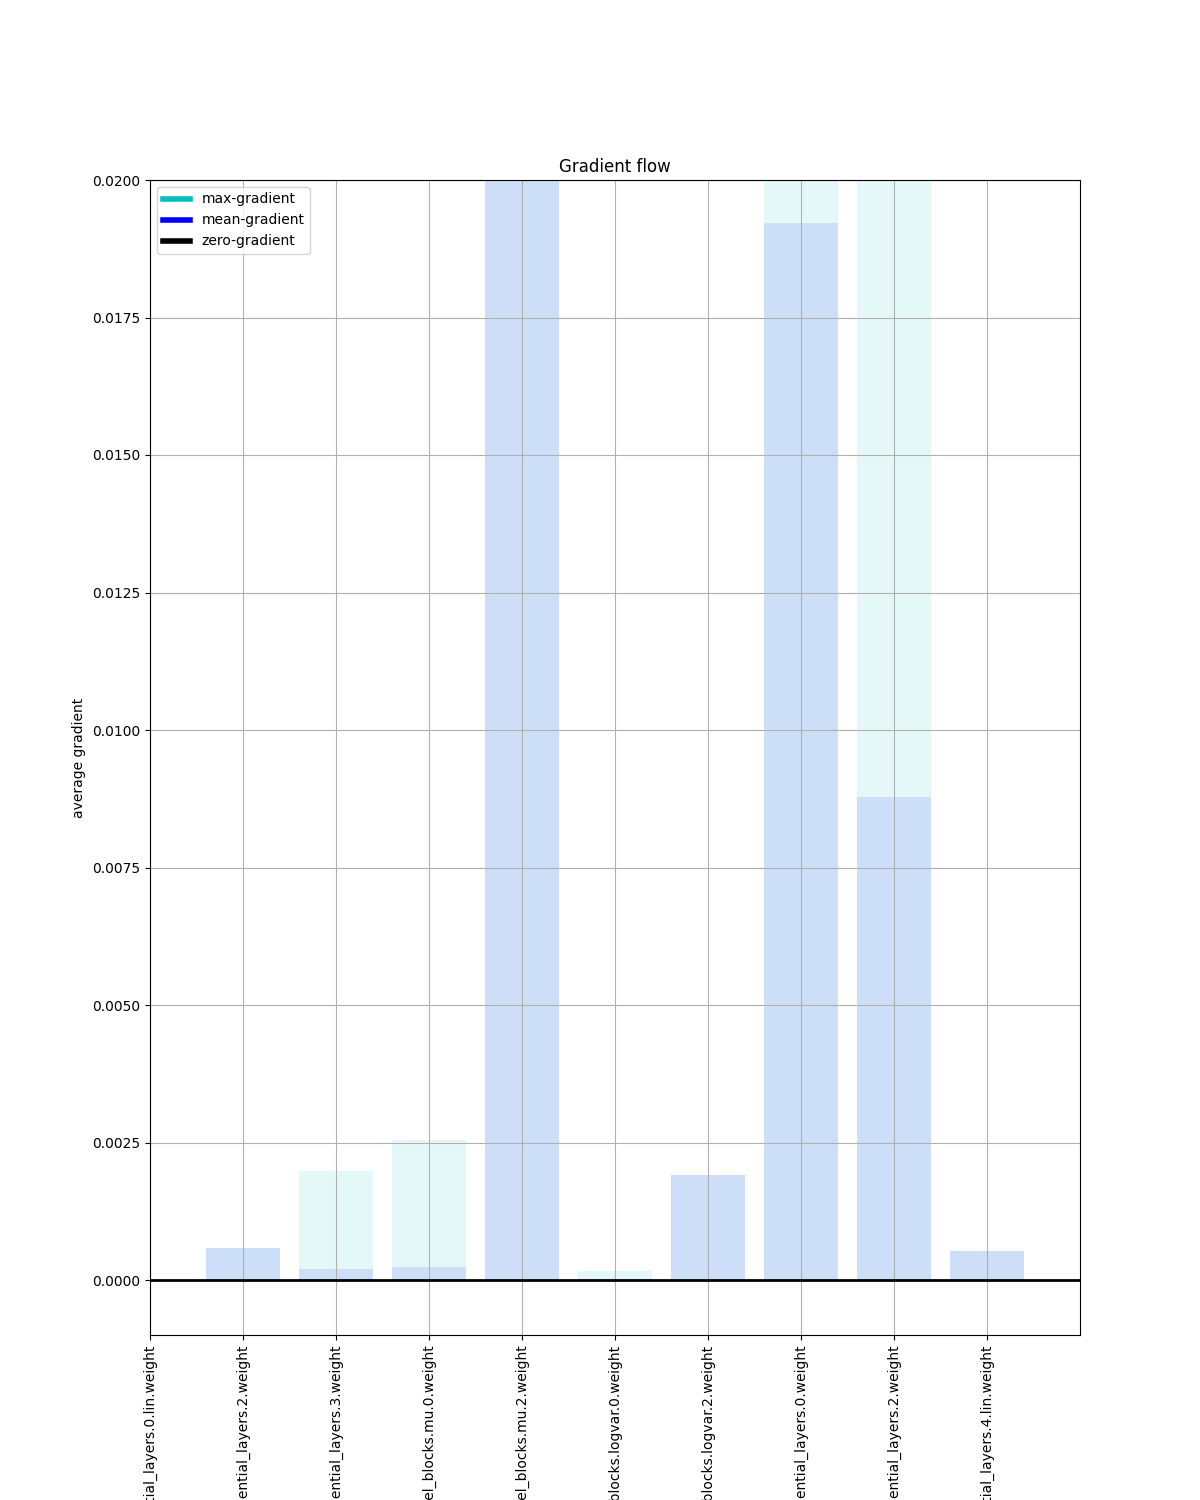 Gradient flow
max-gradient
mean-gradient
zero-gradient
0.0200
0.0175
0.0150
0.0125
0.0100
0.0075
0.0050
0.0025
0.0000
average gradient
tial_layers.0.lin.weight
ential_layers.2.weight
ential_layers.3.weight
el_blocks.mu.0.weight
el_blocks.mu.2.weight
blocks.logvar.0.weight
blocks.logvar.2.weight
ential_layers.0.weight
ential_layers.2.weight
tial_layers.4.lin.weight